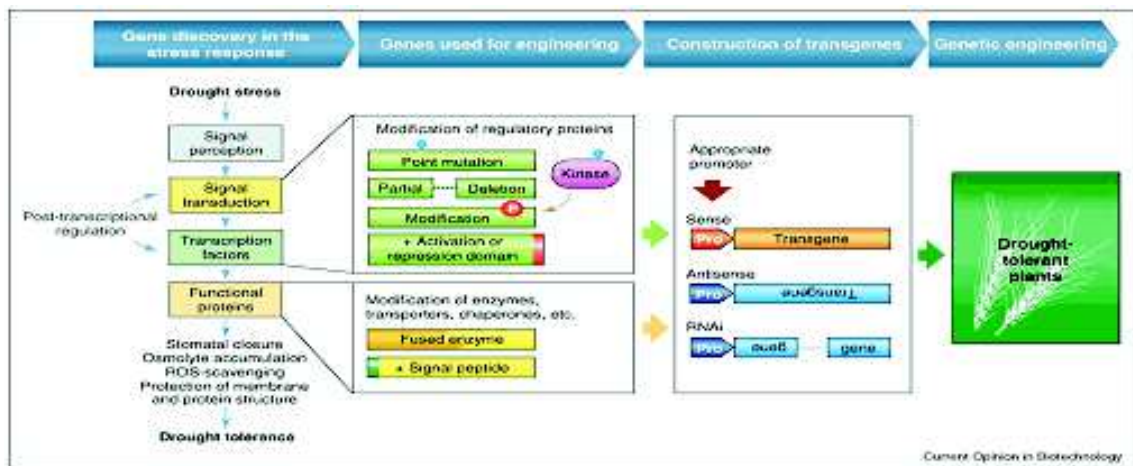 Gene discovery in the
stress response
Genes used for engineering
Construction of transgenes
Genetic engineering
Drought stress
Signal
perception
Signal
transduction
Post-transcriptional
regulation
Transcription
factors
Functional
proteins
Stomatal closure
Osmolyte accumulation
ROS-scavenging
Protection of membrane
and protein structure
Drought tolerance
Modification of regulatory proteins
Point mutation
Partial
Deletion
Kinase
P
Modification
+ Activation or
repression domain
Modification of enzymes,
transporters, chaperones, etc.
Fused enzyme
+ Signal peptide
Appropriate
promoter
Sense
Pro Transgene
Antisense
Pro Transgene
RNAi
Pro gene gene
Drought-
tolerant
plants
Current Opinion in Biotechnology